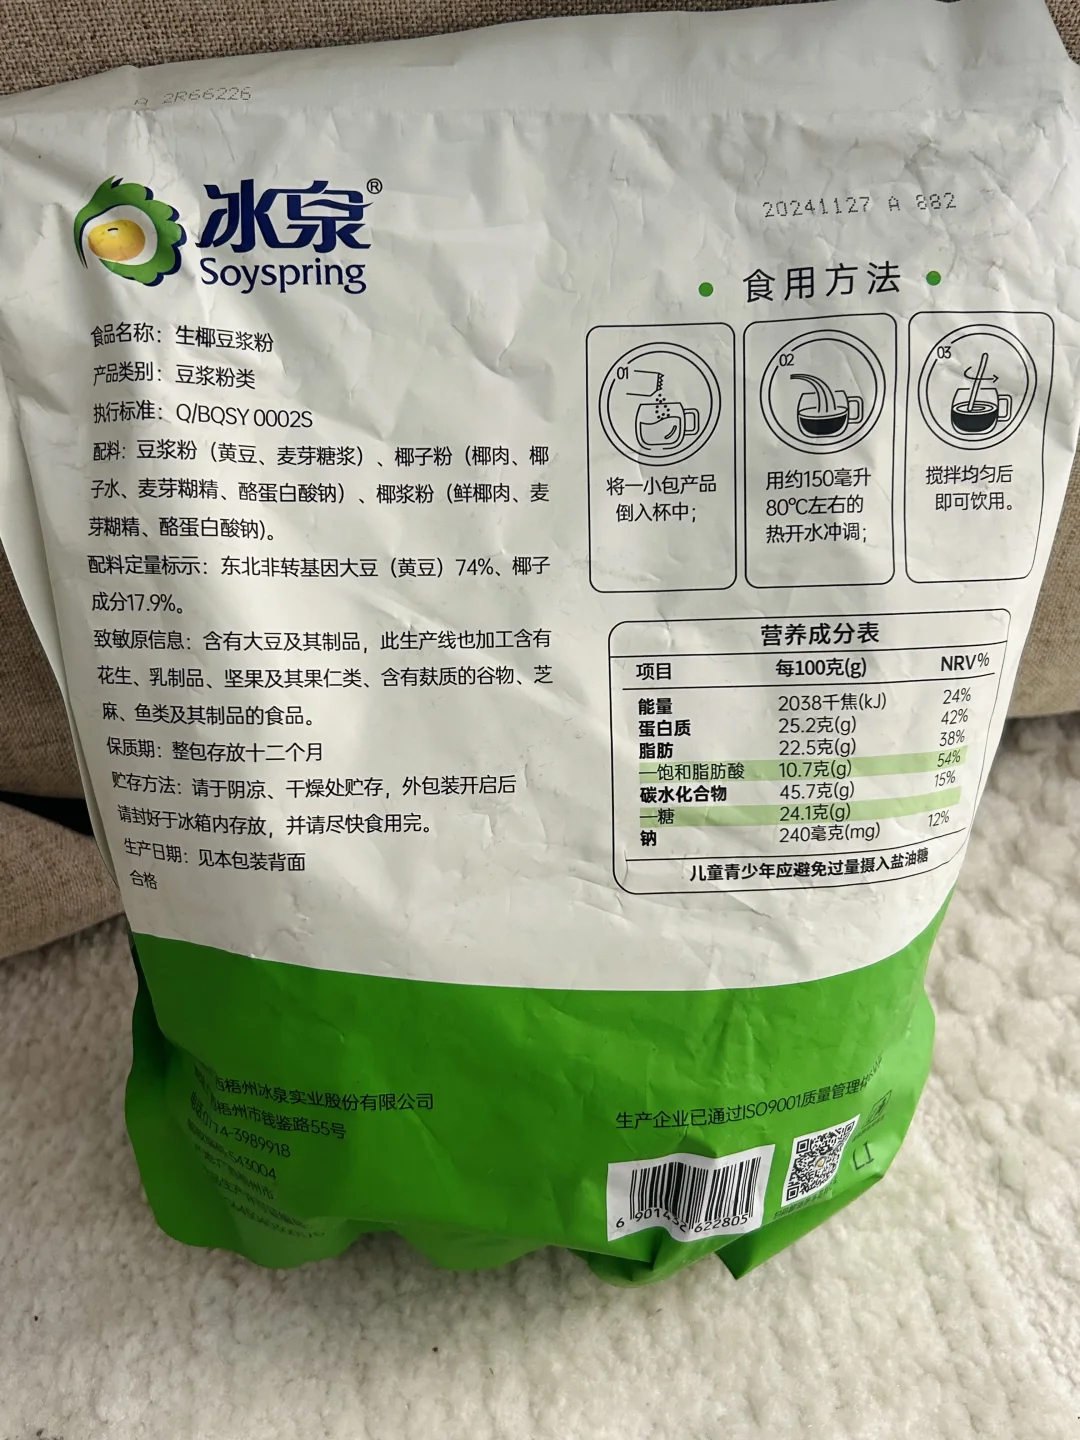 A 2R66226
冰泉®
Soyspring
食品名称：生椰豆浆粉
产品类别：豆浆粉类
执行标准：Q/BQSY 0002S
配料：豆浆粉（黄豆、麦芽糖浆）、椰子粉（椰肉、椰
子水、麦芽糊精、酪蛋白酸钠）、椰浆粉（鲜椰肉、麦
芽糊精、酪蛋白酸钠)。
配料定量标示：东北非转基因大豆（黄豆）74%、椰子
成分17.9%。
致敏原信息：含有大豆及其制品，此生产线也加工含有
花生、乳制品、坚果及其果仁类、含有麸质的谷物、芝
麻、鱼类及其制品的食品。
保质期：整包存放十二个月
贮存方法：请于阴凉、干燥处贮存，外包装开启后
请封好于冰箱内存放，并请尽快食用完。
生产日期：见本包装背面
合格
20241127 A 882
食用方法
01
将一小包产品
倒入杯中；
02
用约150毫升
80℃左右的
热开水冲调；
03
搅拌均匀后
即可饮用。
营养成分表
项目 每100克(g) NRV%
能量 2038千焦(kJ) 24%
蛋白质 25.2克(g) 42%
脂肪 22.5克(g) 38%
—饱和脂肪酸 10.7克(g) 54%
碳水化合物 45.7克(g) 15%
—糖 24.1克(g)
钠 240毫克(mg) 12%
儿童青少年应避免过量摄入盐油糖
西梧州冰泉实业股份有限公司
梧州市钱鉴路55号
0774-3989918
543004
梧州市
生产企业已通过ISO9001质量管理体
6 901436 622805